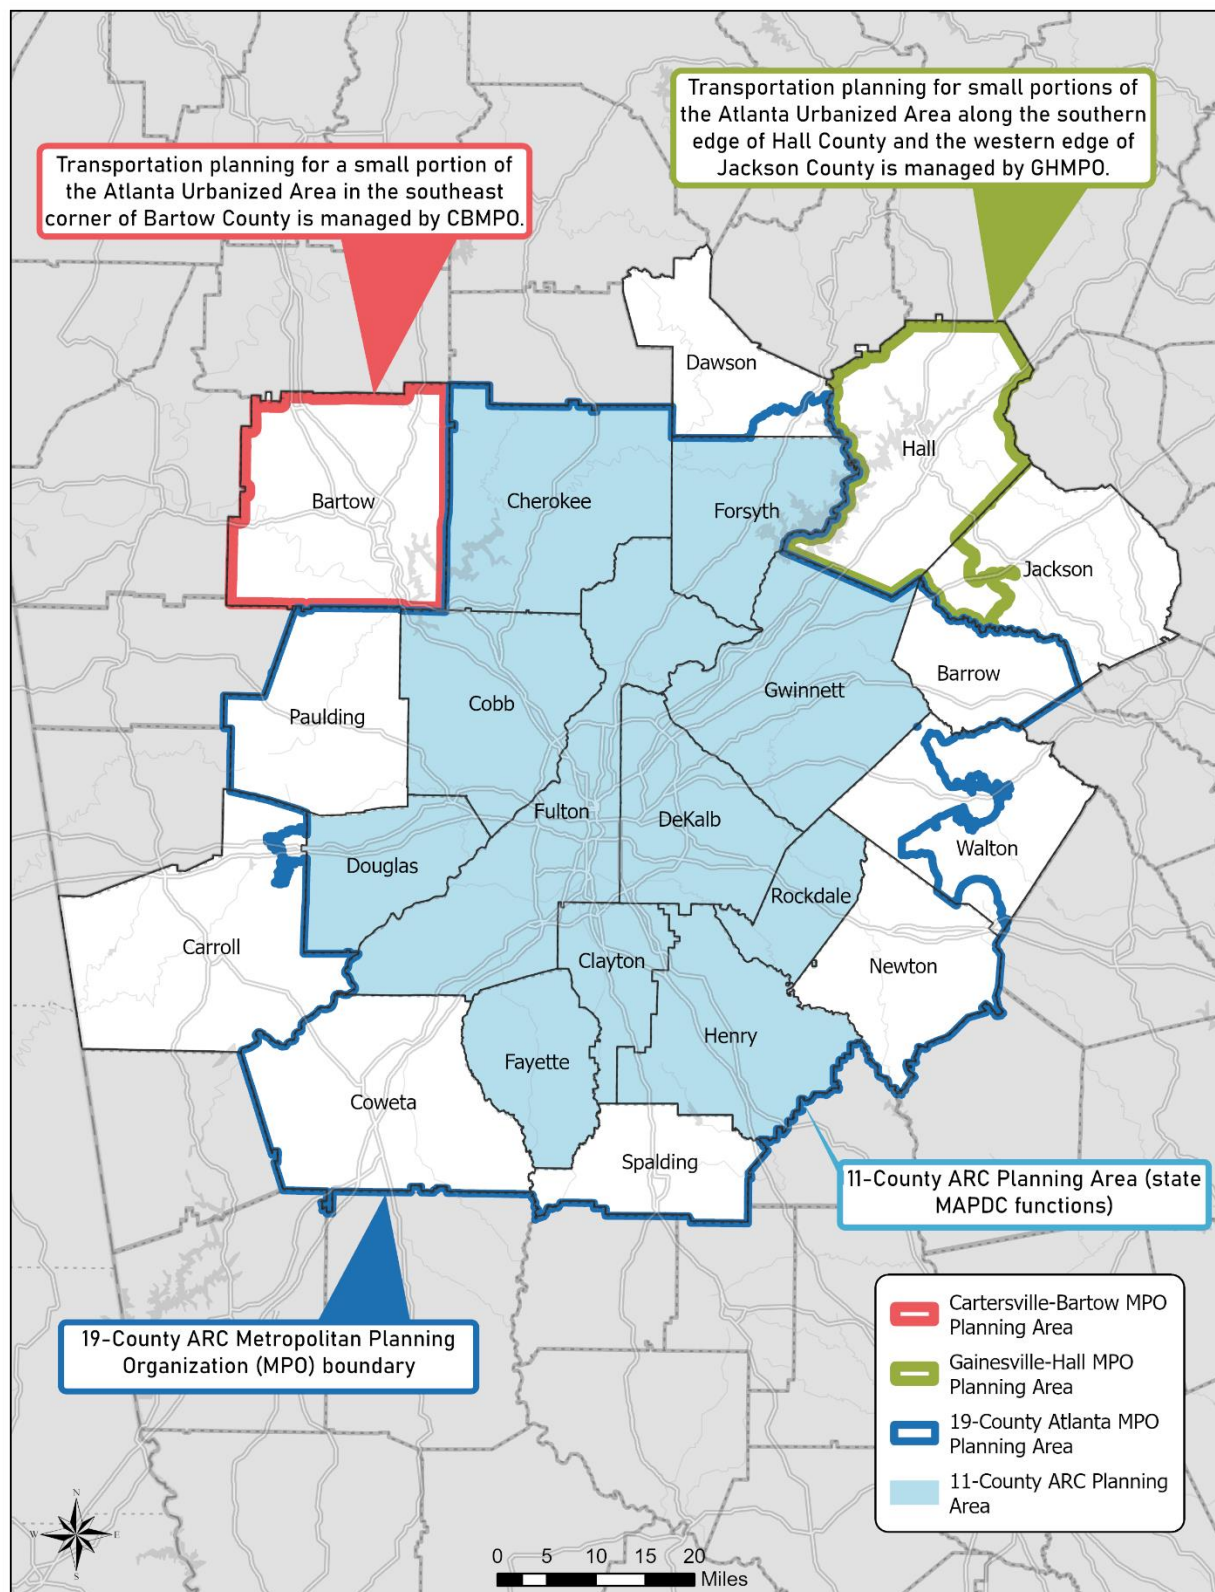 Transportation planning for small portions of
the Atlanta Urbanized Area along the southern
edge of Hall County and the western edge of
Jackson County is managed by GHMPO.
Transportation planning for a small portion of
the Atlanta Urbanized Area in the southeast
corner of Bartow County is managed by CBMPO.
Dawson
Hall
Bartow
Cherokee
Forsyth
Jackson
Barrow
Gwinnett
Cobb
Paulding
Fulton
DeKalb
Walton
Douglas
Rockdale
Carroll
Clayton
Newton
Henry
Fayette
Coweta
Spalding
11-County ARC Planning Area (state
MAPDC functions)
19-County ARC Metropolitan Planning
Organization (MPO) boundary
Cartersville-Bartow MPO
Planning Area
Gainesville-Hall MPO
Planning Area
19-County Atlanta MPO
Planning Area
11-County ARC Planning
Area
N
W E
S
0 5 10 15 20
Miles